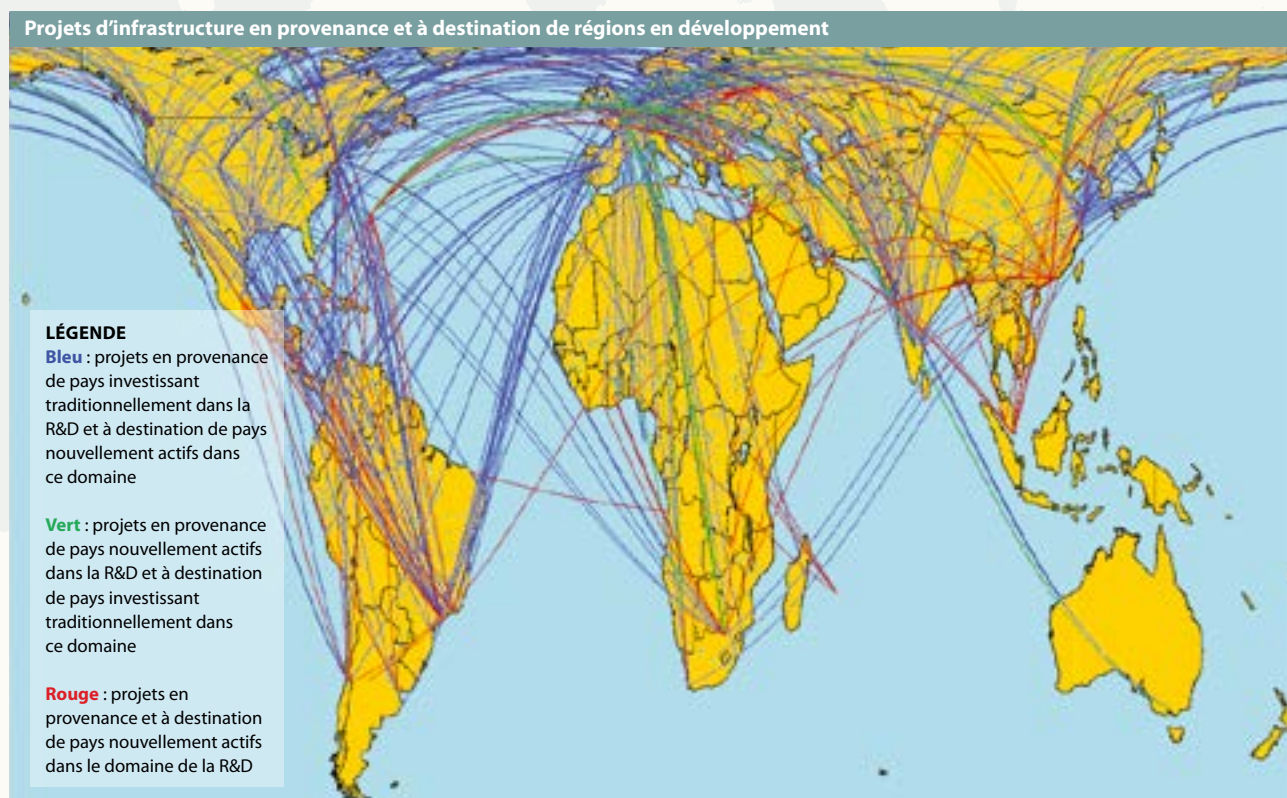 Projets d’infrastructure en provenance et à destination de régions en développement
LÉGENDE
Bleu : projets en provenance
de pays investissant
traditionnellement dans la
R&D et à destination de pays
nouvellement actifs dans
ce domaine
Vert : projets en provenance
de pays nouvellement actifs
dans la R&D et à destination
de pays investissant
traditionnellement dans
ce domaine
Rouge : projets en
provenance et à destination
de pays nouvellement actifs
dans le domaine de la R&D